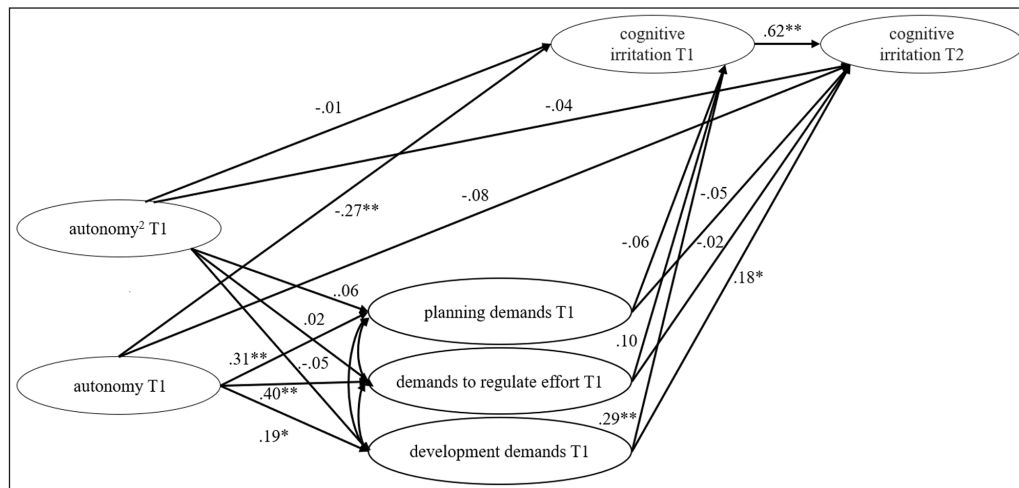 cognitive
irritation T1
.62**
cognitive
irritation T2
-.01
-.04
-.27**
-.08
autonomy² T1
-.05
-.06
-.02
.18*
..06
planning demands T1
.02
.10
.31**
.-05
autonomy T1
.40**
demands to regulate effort T1
.29**
.19*
development demands T1